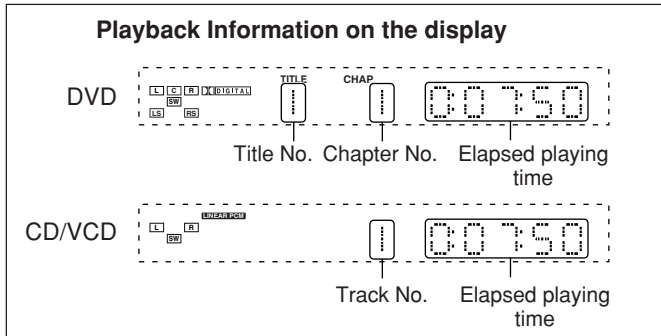 Playback Information on the display
TITLE CHAP
DVD L C R DIGITAL 1 1 0:07:50
SW
LS RS
Title No. Chapter No. Elapsed playing
time
LINEAR PCM
CD/VCD L R 1 0:07:50
SW
Track No. Elapsed playing
time